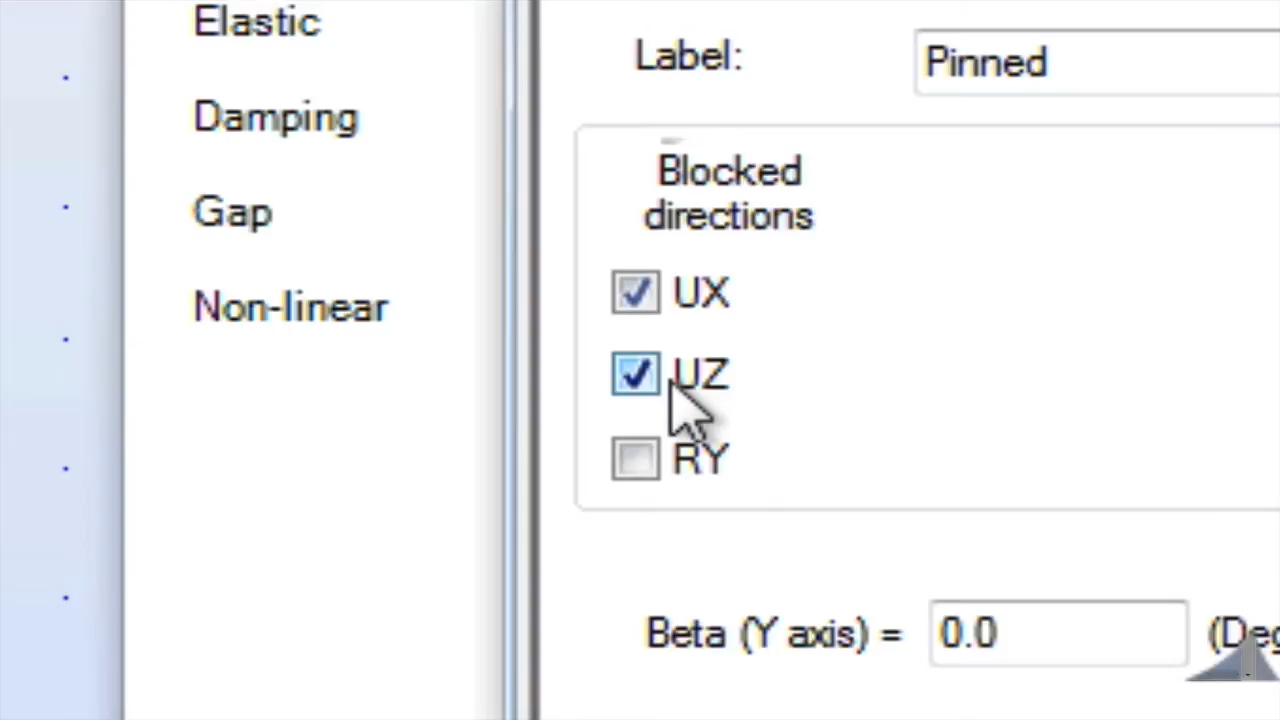 Elastic
Damping
Gap
Non-linear
Label:
Pinned
Blocked
directions
UX
UZ
RY
Beta (Y axis) = 0.0